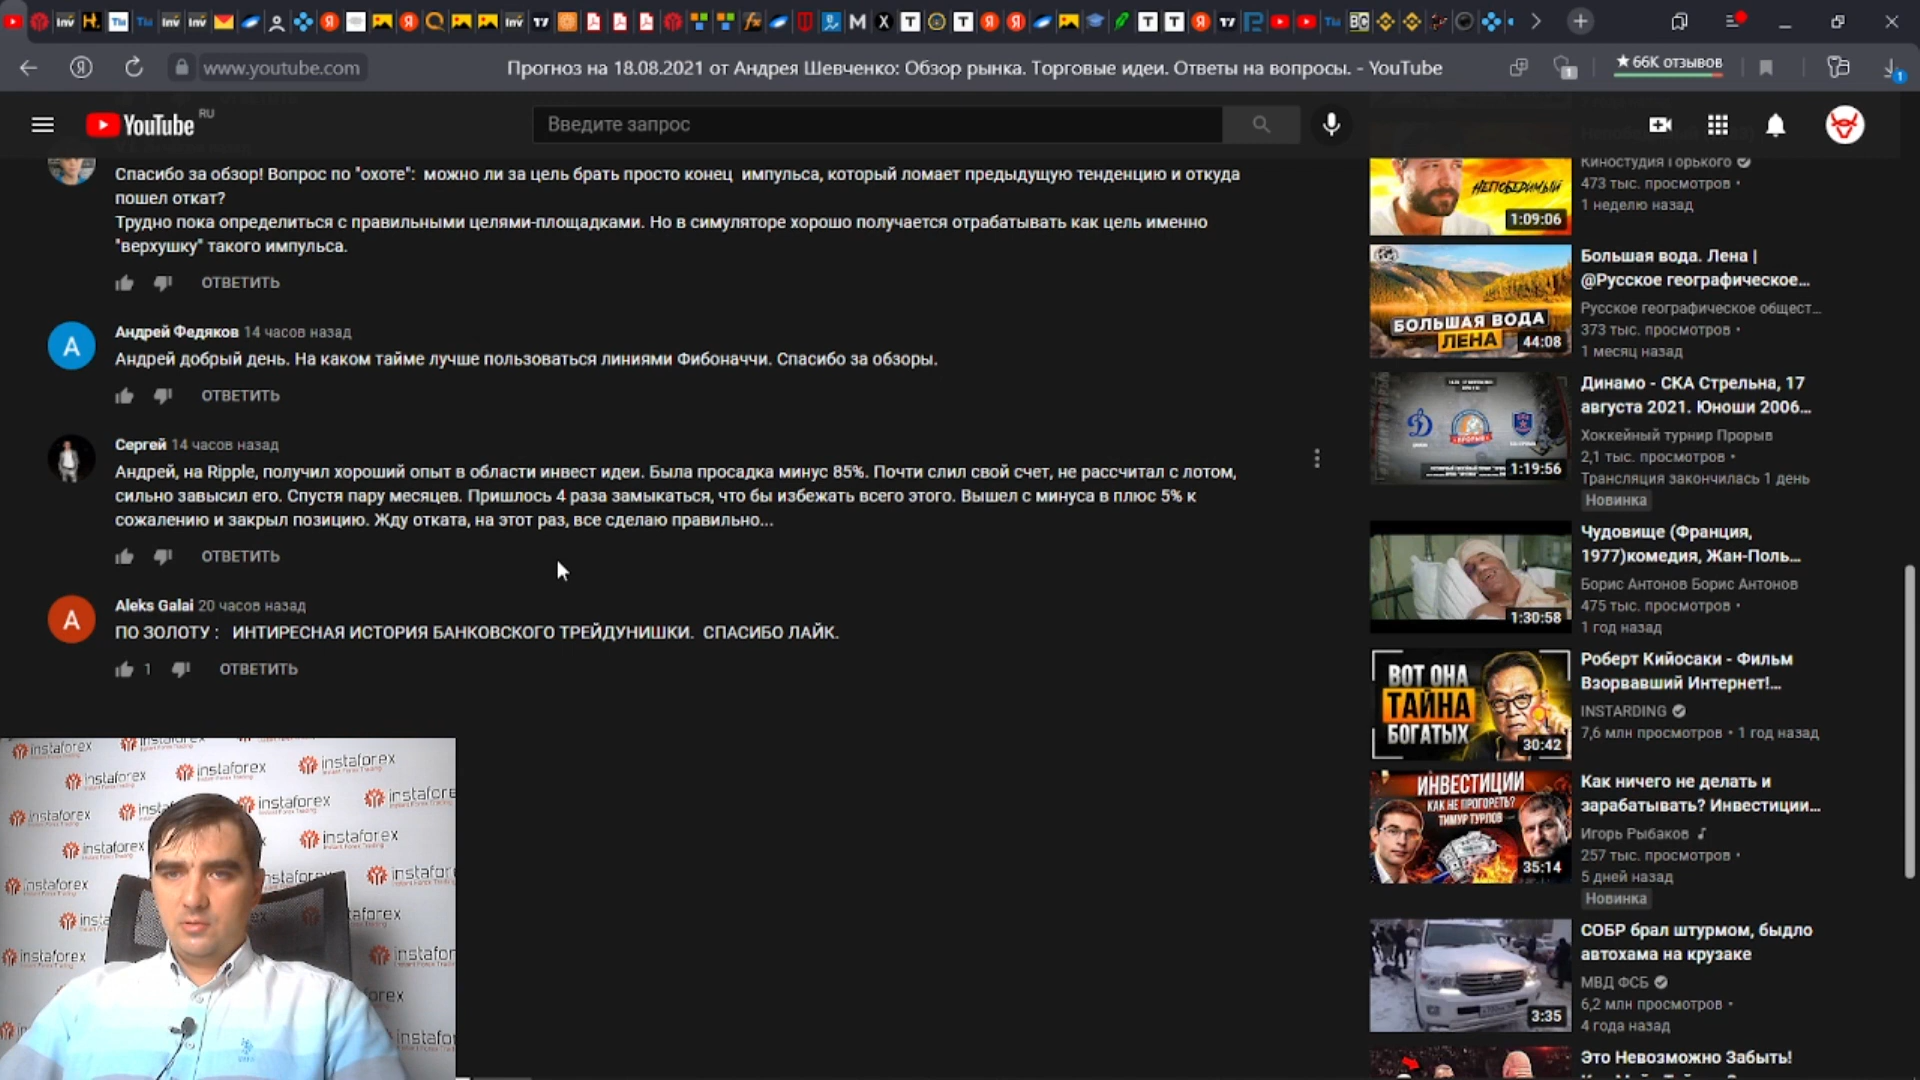 www.youtube.com
Прогноз на 18.08.2021 от Андрея Шевченко: Обзор рынка. Торговые идеи. Ответы на вопросы. - YouTube
★ 66K отзывов
YouTube RU
Введите запрос
Спасибо за обзор! Вопрос по "охоте": можно ли за цель брать просто конец импульса, который ломает предыдущую тенденцию и откуда
пошел откат?
Трудно пока определиться с правильными целями-площадками. Но в симуляторе хорошо получается отрабатывать как цель именно
"верхушку" такого импульса.
ОТВЕТИТЬ
Андрей Федяков 14 часов назад
Андрей добрый день. На каком тайме лучше пользоваться линиями Фибоначчи. Спасибо за обзоры.
ОТВЕТИТЬ
Сергей 14 часов назад
Андрей, на Ripple, получил хороший опыт в области инвест идеи. Была просадка минус 85%. Почти слил свой счет, не рассчитал с лотом,
сильно завысил его. Спустя пару месяцев. Пришлось 4 раза замыкаться, что бы избежать всего этого. Вышел с минуса в плюс 5% к
сожалению и закрыл позицию. Жду отката, на этот раз, все сделаю правильно...
ОТВЕТИТЬ
Aleks Galai 20 часов назад
ПО ЗОЛОТУ : ИНТИРЕСНАЯ ИСТОРИЯ БАНКОВСКОГО ТРЕЙДУНИШКИ. СПАСИБО ЛАЙК.
1 ОТВЕТИТЬ
Киностудия Горького
473 тыс. просмотров •
1 неделю назад
НЕПОБЕДИМЫЙ
1:09:06
Большая вода. Лена |
@Русское географическое...
Русское географическое общест...
373 тыс. просмотров •
1 месяц назад
БОЛЬШАЯ ВОДА
ЛЕНА
44:08
Динамо - СКА Стрельна, 17
августа 2021. Юноши 2006...
Хоккейный турнир Прорыв
2,1 тыс. просмотров •
Трансляция закончилась 1 день
Новинка
1:19:56
Чудовище (Франция,
1977)комедия, Жан-Поль...
Борис Антонов Борис Антонов
475 тыс. просмотров •
1 год назад
1:30:58
Роберт Кийосаки - Фильм
Взорвавший Интернет!...
INSTARDING
7,6 млн просмотров • 1 год назад
ВОТ ОНА
ТАЙНА
БОГАТЫХ
30:42
Как ничего не делать и
зарабатывать? Инвестиции...
Игорь Рыбаков
257 тыс. просмотров •
5 дней назад
Новинка
ИНВЕСТИЦИИ
КАК НЕ ПРОГОРЕТЬ?
ТИМУР ТУРЛОВ
35:14
СОБР брал штурмом, быдло
автохама на крузаке
МВД ФСБ
6,2 млн просмотров •
4 года назад
3:35
Это Невозможно Забыть!
instaforex
Instant Forex Trading